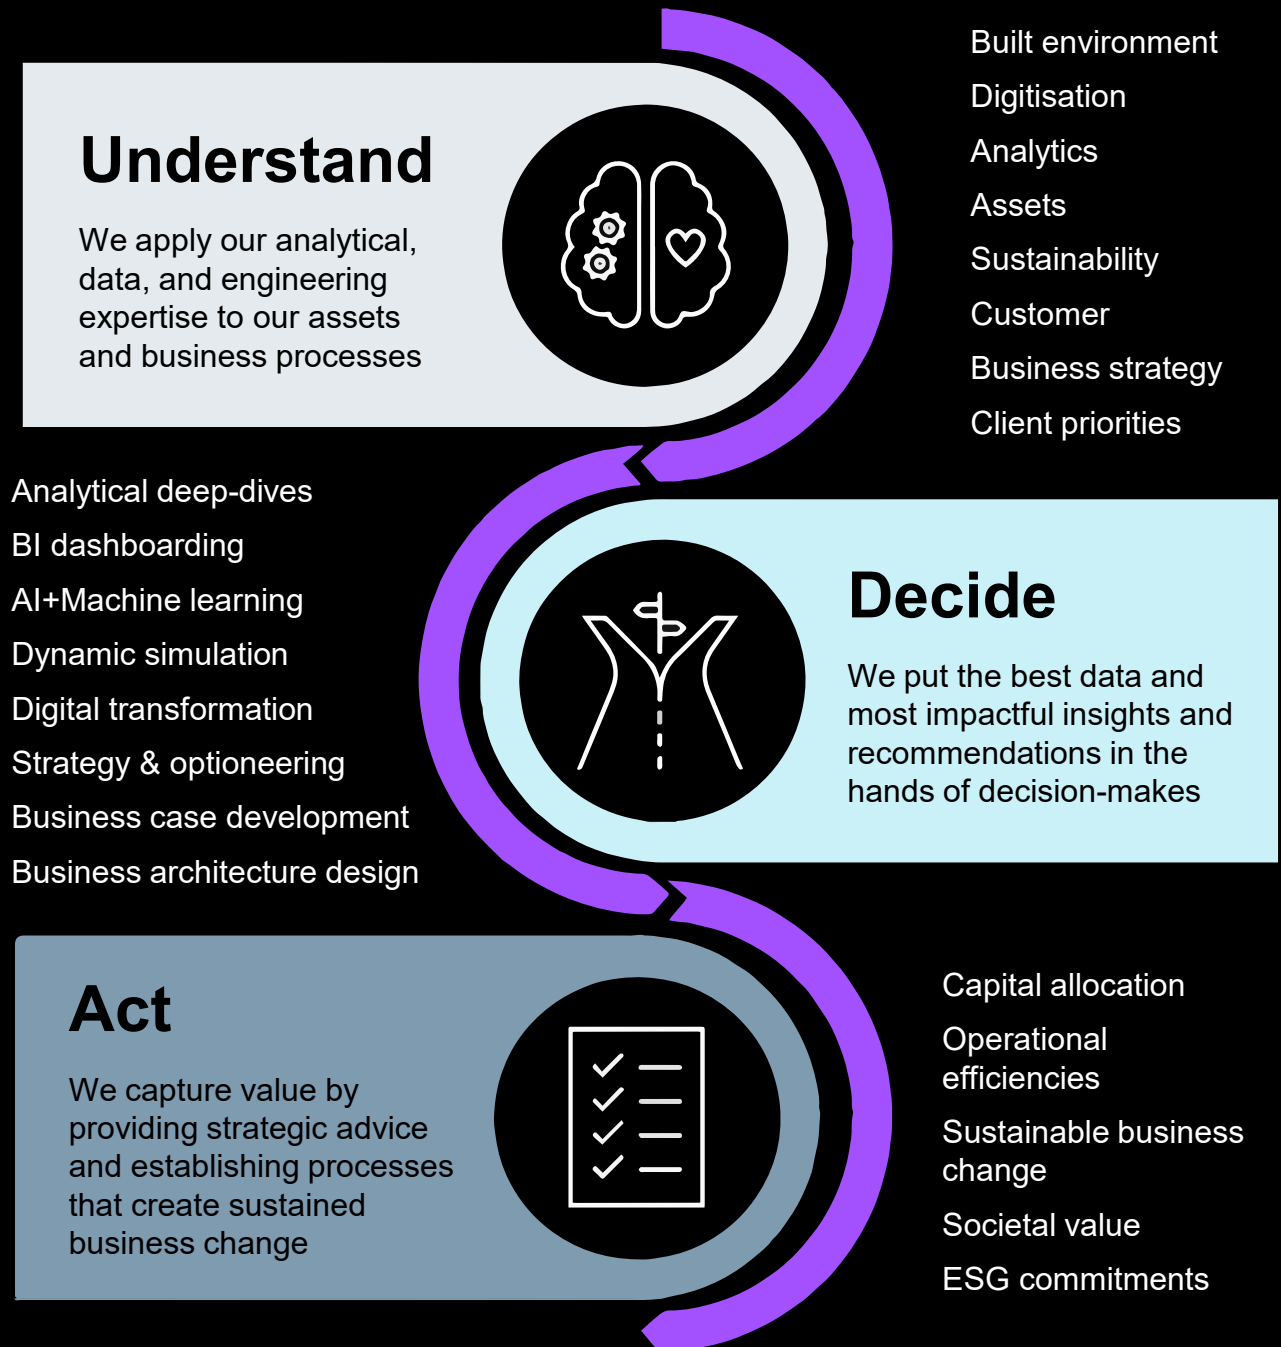 Understand
We apply our analytical,
data, and engineering
expertise to our assets
and business processes
Built environment
Digitisation
Analytics
Assets
Sustainability
Customer
Business strategy
Client priorities
Analytical deep-dives
BI dashboarding
AI+Machine learning
Dynamic simulation
Digital transformation
Strategy & optioneering
Business case development
Business architecture design
Decide
We put the best data and
most impactful insights and
recommendations in the
hands of decision-makes
Act
We capture value by
providing strategic advice
and establishing processes
that create sustained
business change
Capital allocation
Operational
efficiencies
Sustainable business
change
Societal value
ESG commitments